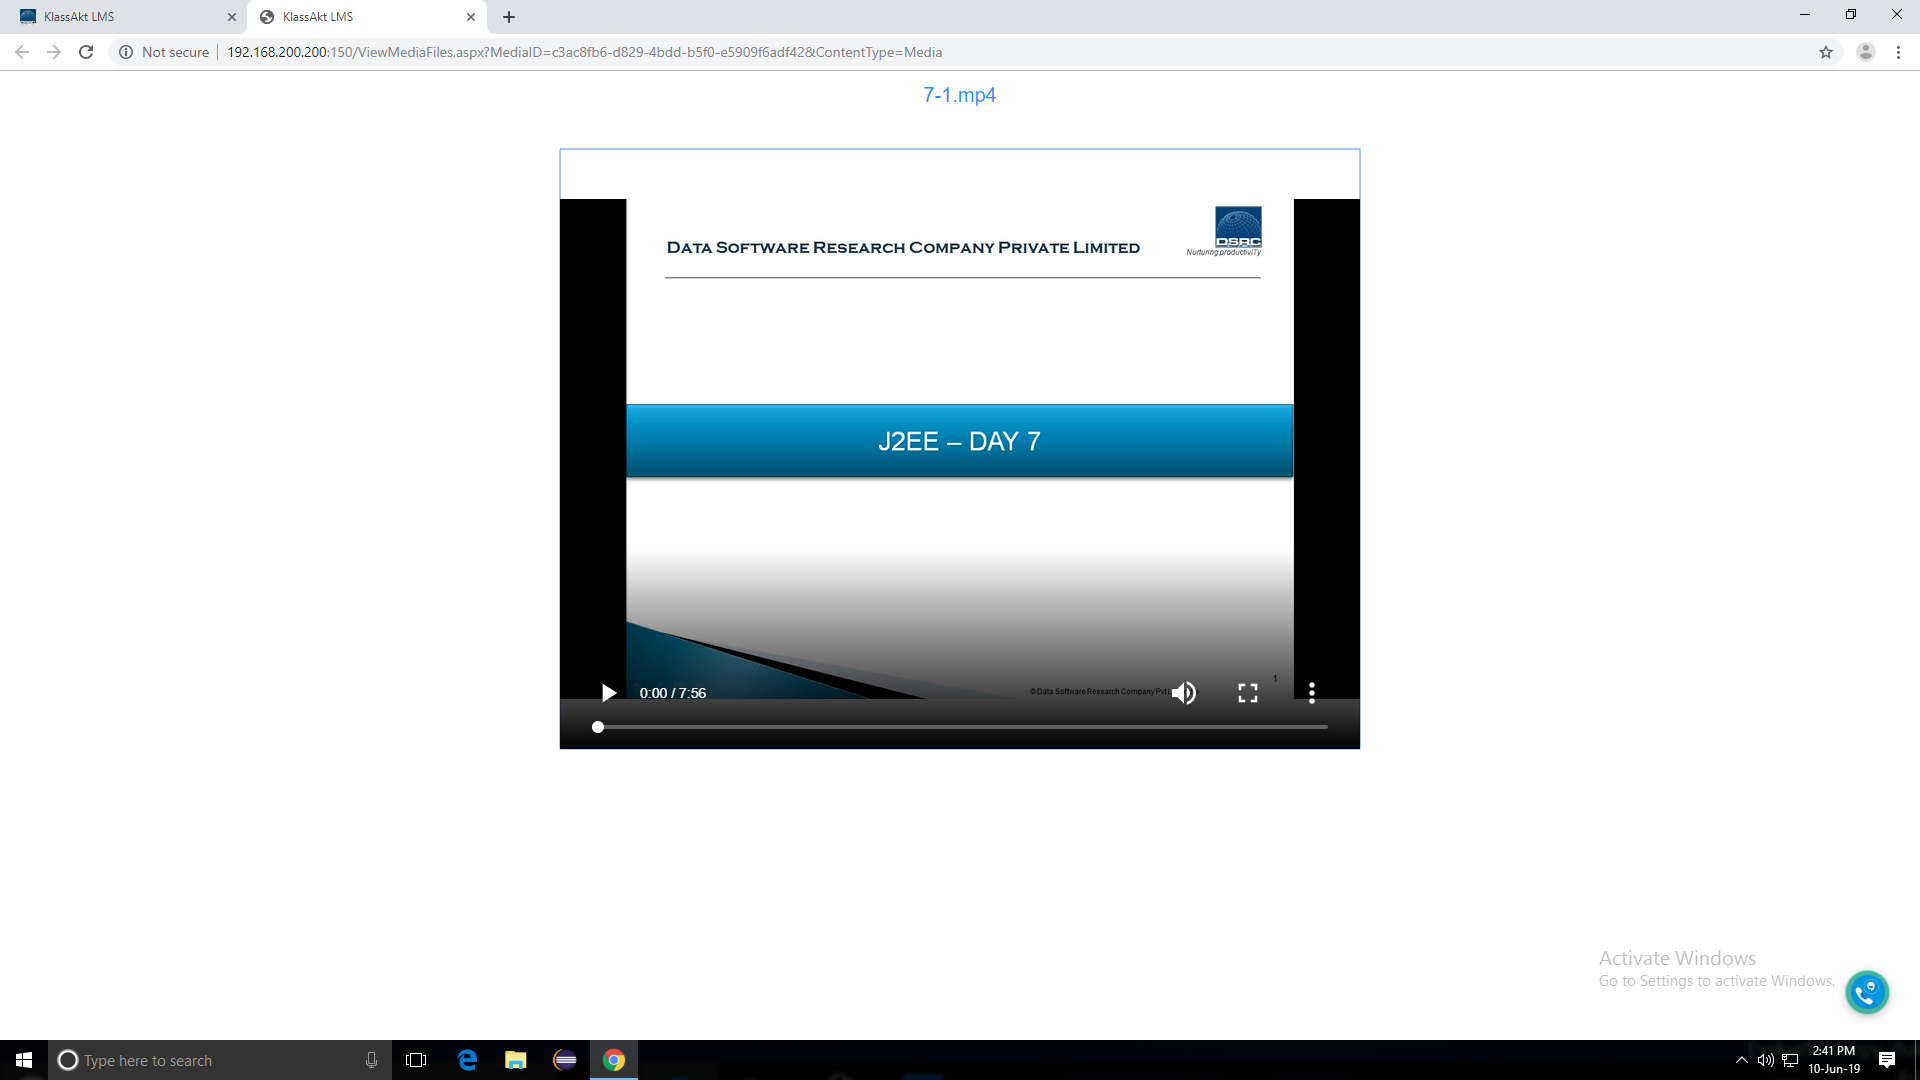 KlassAkt LMS
KlassAkt LMS
Not secure
192.168.200.200:150/ViewMediaFiles.aspx?MediaID=c3ac8fb6-d829-4bdd-b5f0-e5909f6adf42&ContentType=Media
7-1.mp4
DSRC
Nurturing productivITy
DATA SOFTWARE RESEARCH COMPANY PRIVATE LIMITED
J2EE – DAY 7
1
© Data Software Research Company Pvt
0:00 / 7:56
Activate Windows
Go to Settings to activate Windows.
Type here to search
2:41 PM
10-Jun-19